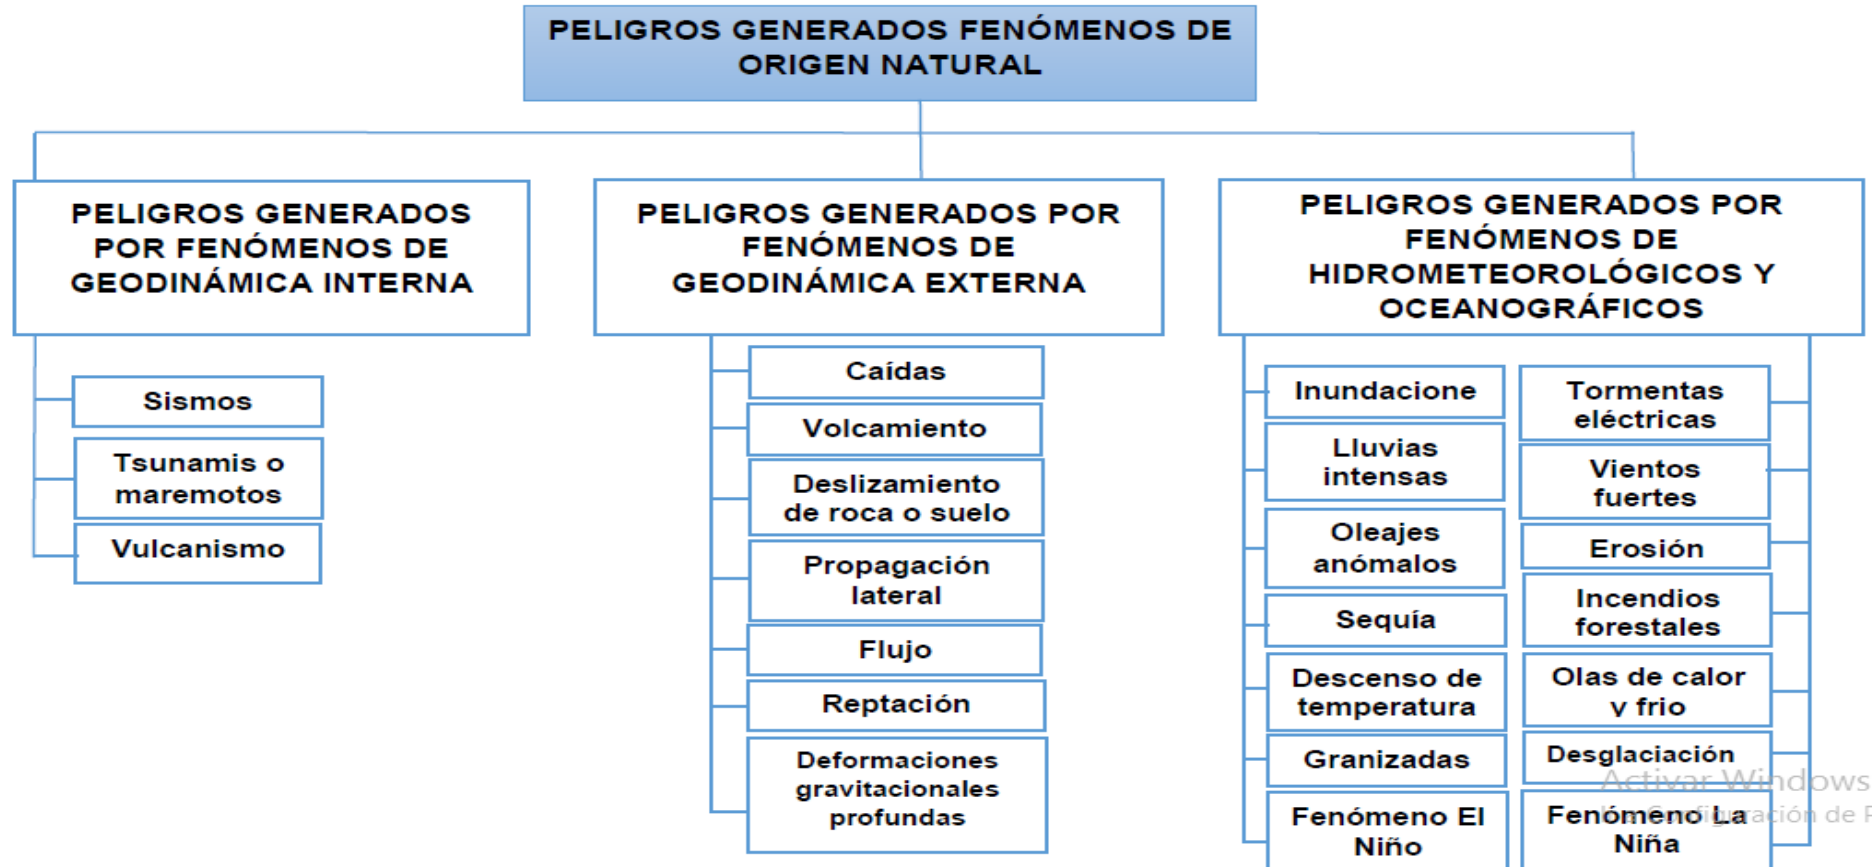 PELIGROS GENERADOS FENÓMENOS DE
ORIGEN NATURAL
PELIGROS GENERADOS
POR FENÓMENOS DE
GEODINÁMICA INTERNA
Sismos
Tsunamis o
maremotos
Vulcanismo
PELIGROS GENERADOS POR
FENÓMENOS DE
GEODINÁMICA EXTERNA
Caídas
Volcamiento
Deslizamiento
de roca o suelo
Propagación
lateral
Flujo
Reptación
Deformaciones
gravitacionales
profundas
PELIGROS GENERADOS POR
FENÓMENOS DE
HIDROMETEOROLÓGICOS Y
OCEANOGRÁFICOS
Inundacione
Lluvias
intensas
Oleajes
anómalos
Sequía
Descenso de
temperatura
Granizadas
Fenómeno El
Niño
Tormentas
eléctricas
Vientos
fuertes
Erosión
Incendios
forestales
Olas de calor
y frio
Desglaciación
Fenómeno La
Niña
Activar Windows
Configuración de